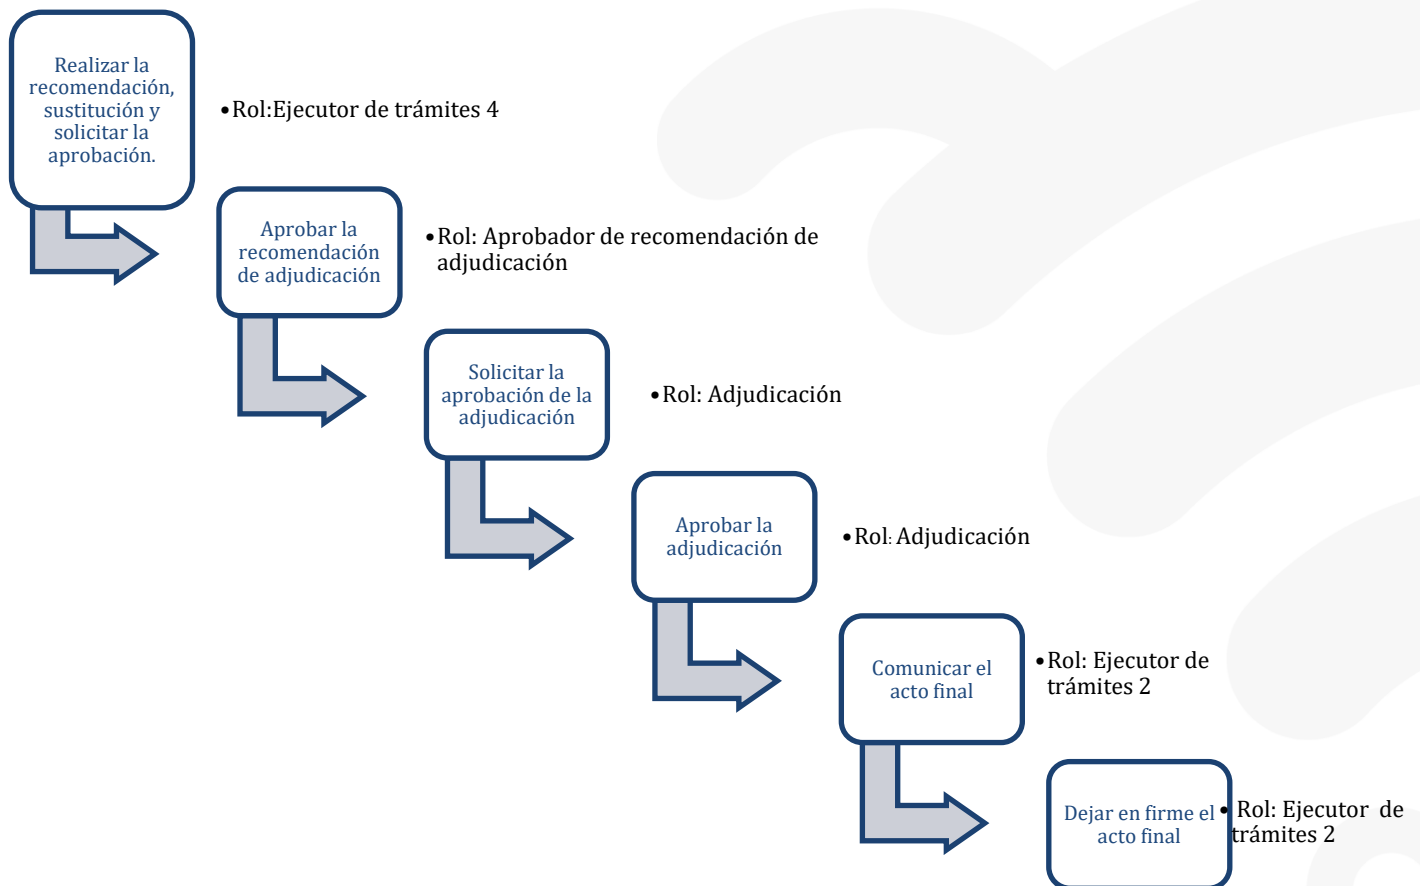 Realizar la
recomendación,
sustitución y
solicitar la
aprobación.
•Rol:Ejecutor de trámites 4
Aprobar la
recomendación
de adjudicación
•Rol: Aprobador de recomendación de
adjudicación
Solicitar la
aprobación de la
adjudicación
•Rol: Adjudicación
Aprobar la
adjudicación
•Rol: Adjudicación
Comunicar el
acto final
•Rol: Ejecutor de
trámites 2
Dejar en firme el
acto final
• Rol: Ejecutor de
trámites 2